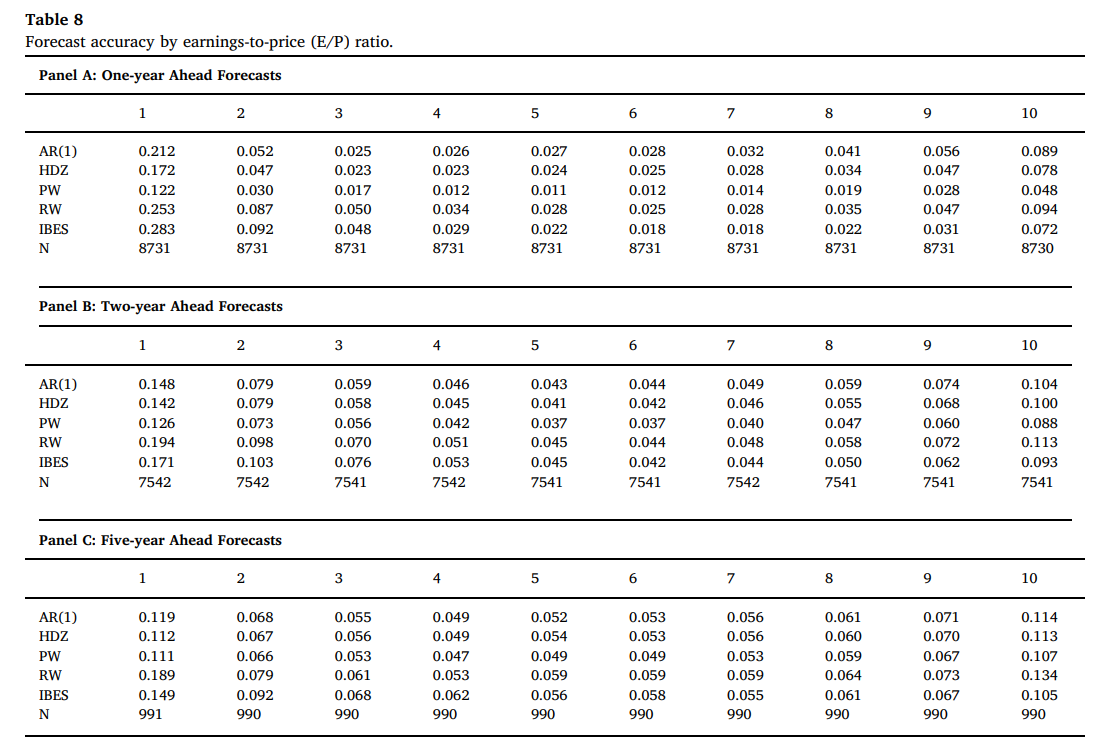 Table 8
Forecast accuracy by earnings-to-price (E/P) ratio.
Panel A: One-year Ahead Forecasts
1 2 3 4 5 6 7 8 9 10
AR(1) 0.212 0.052 0.025 0.026 0.027 0.028 0.032 0.041 0.056 0.089
HDZ 0.172 0.047 0.023 0.023 0.024 0.025 0.028 0.034 0.047 0.078
PW 0.122 0.030 0.017 0.012 0.011 0.012 0.014 0.019 0.028 0.048
RW 0.253 0.087 0.050 0.034 0.028 0.025 0.028 0.035 0.047 0.094
IBES 0.283 0.092 0.048 0.029 0.022 0.018 0.018 0.022 0.031 0.072
N 8731 8731 8731 8731 8731 8731 8731 8731 8731 8730
Panel B: Two-year Ahead Forecasts
1 2 3 4 5 6 7 8 9 10
AR(1) 0.148 0.079 0.059 0.046 0.043 0.044 0.049 0.059 0.074 0.104
HDZ 0.142 0.079 0.058 0.045 0.041 0.042 0.046 0.055 0.068 0.100
PW 0.126 0.073 0.056 0.042 0.037 0.037 0.040 0.047 0.060 0.088
RW 0.194 0.098 0.070 0.051 0.045 0.044 0.048 0.058 0.072 0.113
IBES 0.171 0.103 0.076 0.053 0.045 0.042 0.044 0.050 0.062 0.093
N 7542 7542 7541 7542 7541 7541 7542 7541 7541 7541
Panel C: Five-year Ahead Forecasts
1 2 3 4 5 6 7 8 9 10
AR(1) 0.119 0.068 0.055 0.049 0.052 0.053 0.056 0.061 0.071 0.114
HDZ 0.112 0.067 0.056 0.049 0.054 0.053 0.056 0.060 0.070 0.113
PW 0.111 0.066 0.053 0.047 0.049 0.049 0.053 0.059 0.067 0.107
RW 0.189 0.079 0.061 0.053 0.059 0.059 0.059 0.064 0.073 0.134
IBES 0.149 0.092 0.068 0.062 0.056 0.058 0.055 0.061 0.067 0.105
N 991 990 990 990 990 990 990 990 990 990